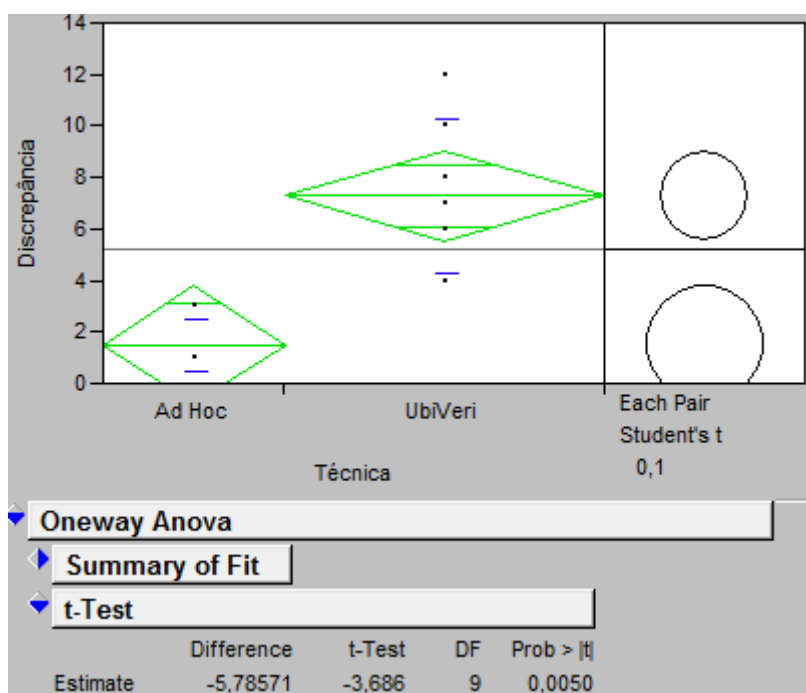 14
12
10
8
6
4
2
0
Discrepância
Ad Hoc UbiVeri Each Pair
Student's t
0,1
Técnica
Oneway Anova
Summary of Fit
t-Test
Difference t-Test DF Prob > |t|
Estimate -5,78571 -3,686 9 0,0050